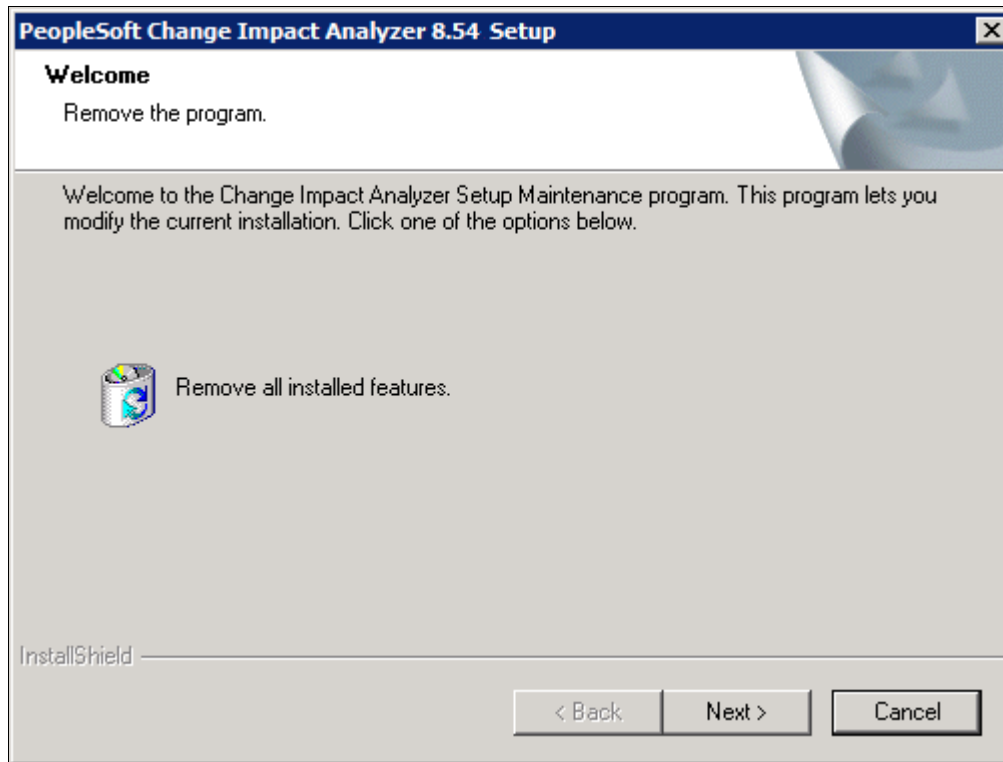 PeopleSoft Change Impact Analyzer 8.54 Setup
Welcome
Remove the program.
Welcome to the Change Impact Analyzer Setup Maintenance program. This program lets you
modify the current installation. Click one of the options below.
Remove all installed features.
InstallShield
< Back
Next >
Cancel